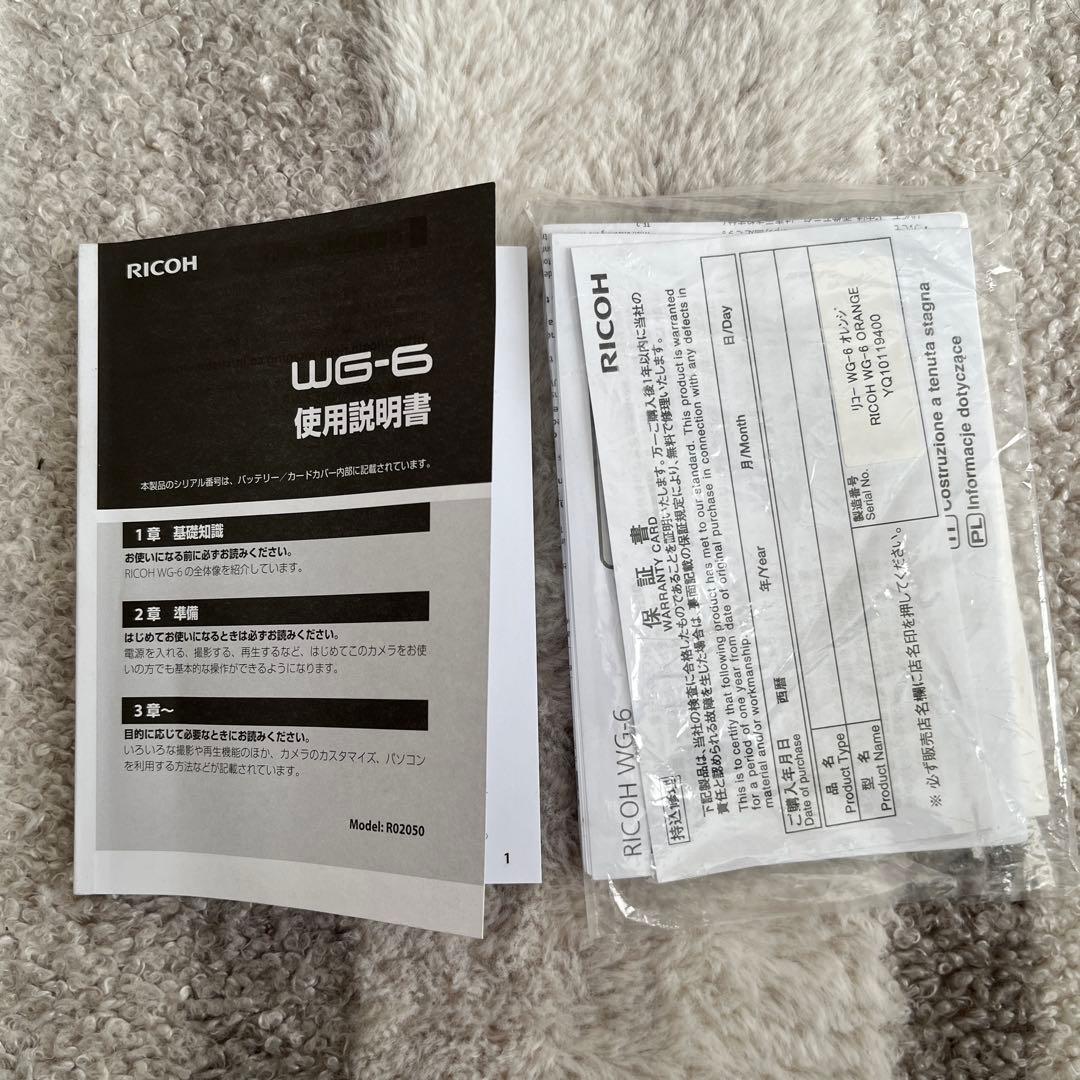 RICOH
WG-6
使用説明書
本製品のシリアル番号は、バッテリー／カードカバー内部に記載されています。
1章 基礎知識
お使いになる前に必ずお読みください。
RICOH WG-6 の全体像を紹介しています。
2章 準備
はじめてお使いになるときは必ずお読みください。
電源を入れる、撮影する、再生するなど、はじめてこのカメラをお使
いの方でも基本的な操作ができるようになります。
3章～
目的に応じて必要なときにお読みください。
いろいろな撮影や再生機能のほか、カメラのカスタマイズ、パソコン
を利用する方法などが記載されています。
Model: R02050
1
RICOH WG-6
持込修理
保証書
WARRANTY CARD
RICOH
下記製品は、当社の検査に合格したものであることを証明いたします。万一ご購入後1年以内に当社の
責任と認められる故障を生じた場合は、裏面記載の保証規定により、無料で修理いたします。
This is to certify that following product has met to our standard. This product is warranted
for a period of one year from date of original purchase in connection with any defects in
material and/or workmanship.
ご購入年月日
Date of purchase
西暦
年/Year
月/Month
日/Day
品名
Product Type
型名
Product Name
製造番号
Serial No.
リコー WG-6 オレンジ
RICOH WG-6 ORANGE
YQ10119400
※ 必ず販売店名欄に店名印を押してください。
IT Costruzione a tenuta stagna
PL Informacje dotyczące